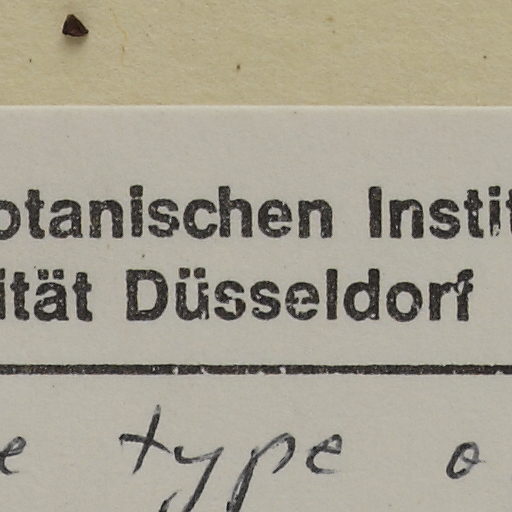 otanischen Instit
ität Düsseldorf
e type o